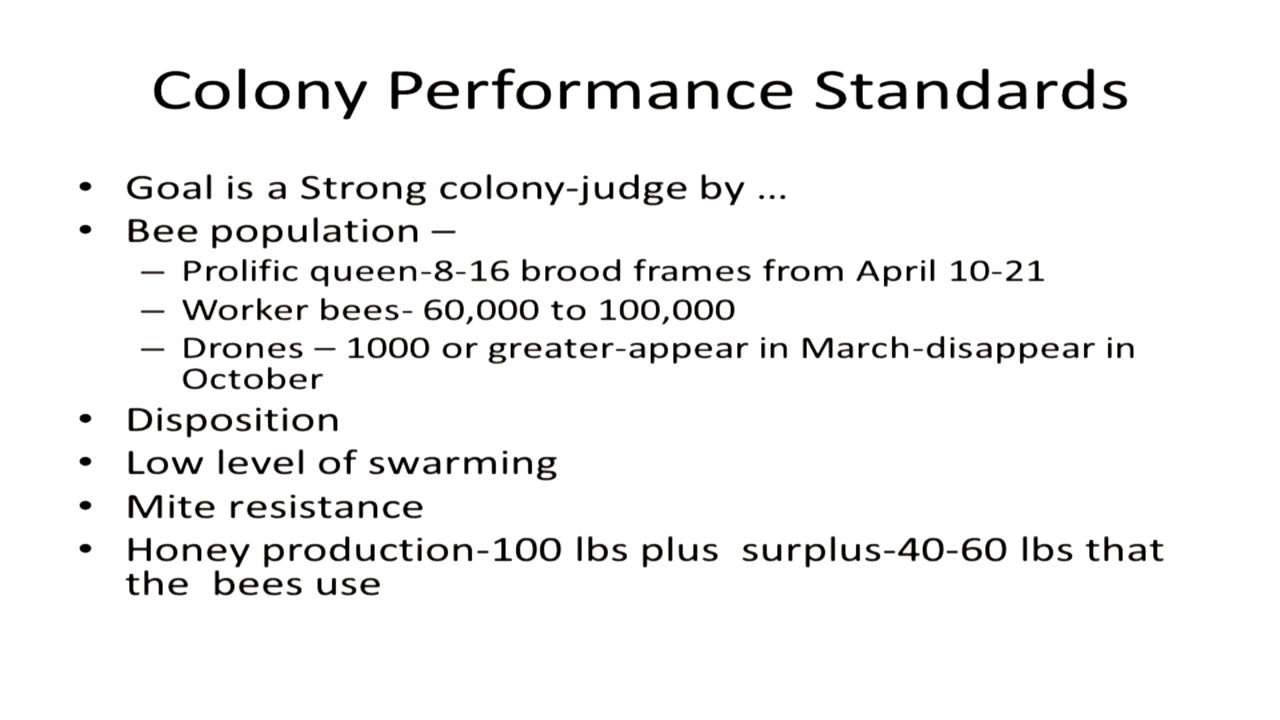 Colony Performance Standards
• Goal is a Strong colony-judge by ...
• Bee population –
– Prolific queen-8-16 brood frames from April 10-21
– Worker bees- 60,000 to 100,000
– Drones – 1000 or greater-appear in March-disappear in
October
• Disposition
• Low level of swarming
• Mite resistance
• Honey production-100 lbs plus  surplus-40-60 lbs that
the  bees use